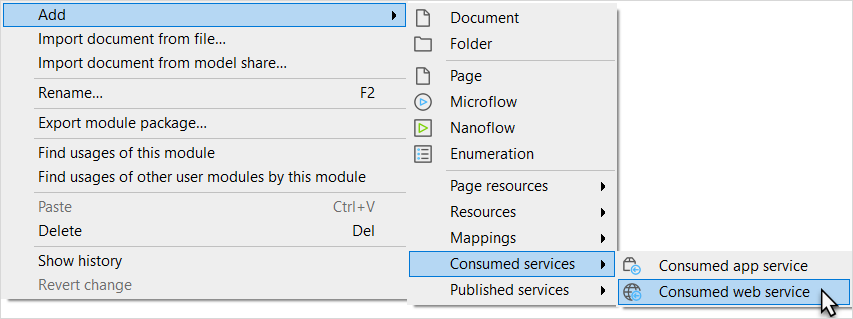 Add
Import document from file...
Import document from model share...
Rename... F2
Export module package...
Find usages of this module
Find usages of other user modules by this module
Paste Ctrl+V
Delete Del
Show history
Revert change
Document
Folder
Page
Microflow
Nanoflow
Enumeration
Page resources
Resources
Mappings
Consumed services
Published services
Consumed app service
Consumed web service